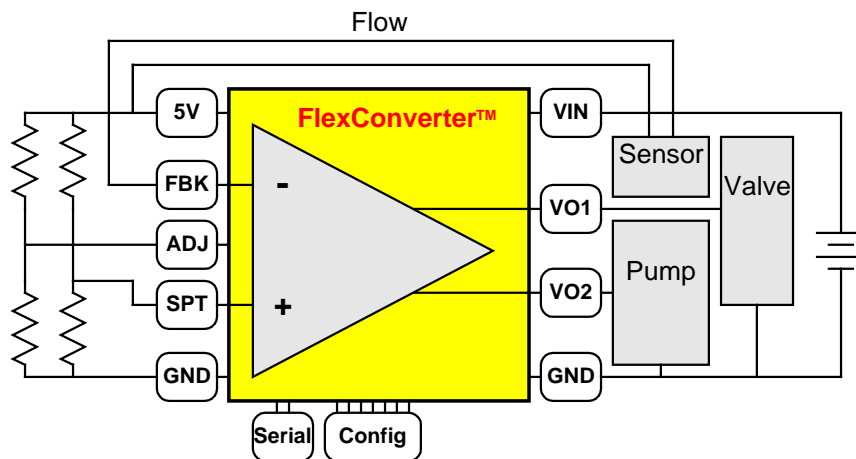 Flow
5V
FlexConverter™
VIN
Sensor
FBK
-
Valve
VO1
ADJ
Pump
SPT
+
VO2
GND
GND
Serial
Config